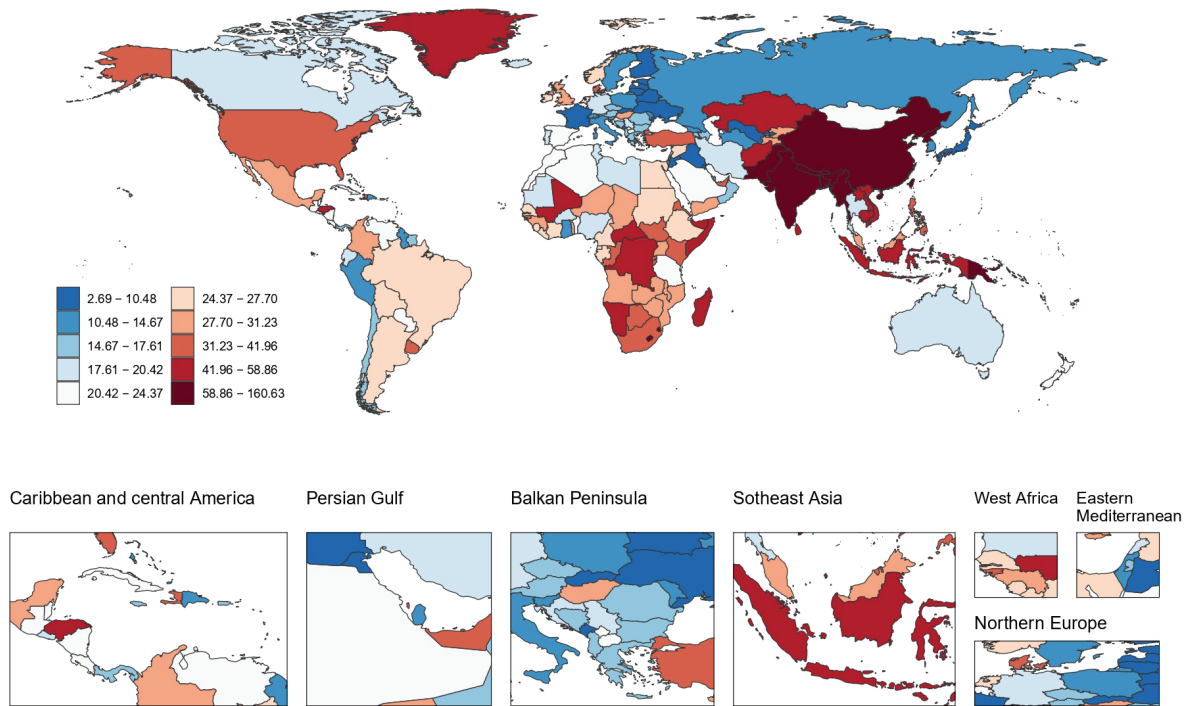 2.69 – 10.48
10.48 – 14.67
14.67 – 17.61
17.61 – 20.42
20.42 – 24.37
24.37 – 27.70
27.70 – 31.23
31.23 – 41.96
41.96 – 58.86
58.86 – 160.63
Caribbean and central America
Persian Gulf
Balkan Peninsula
Sotheast Asia
West Africa
Eastern
Mediterranean
Northern Europe